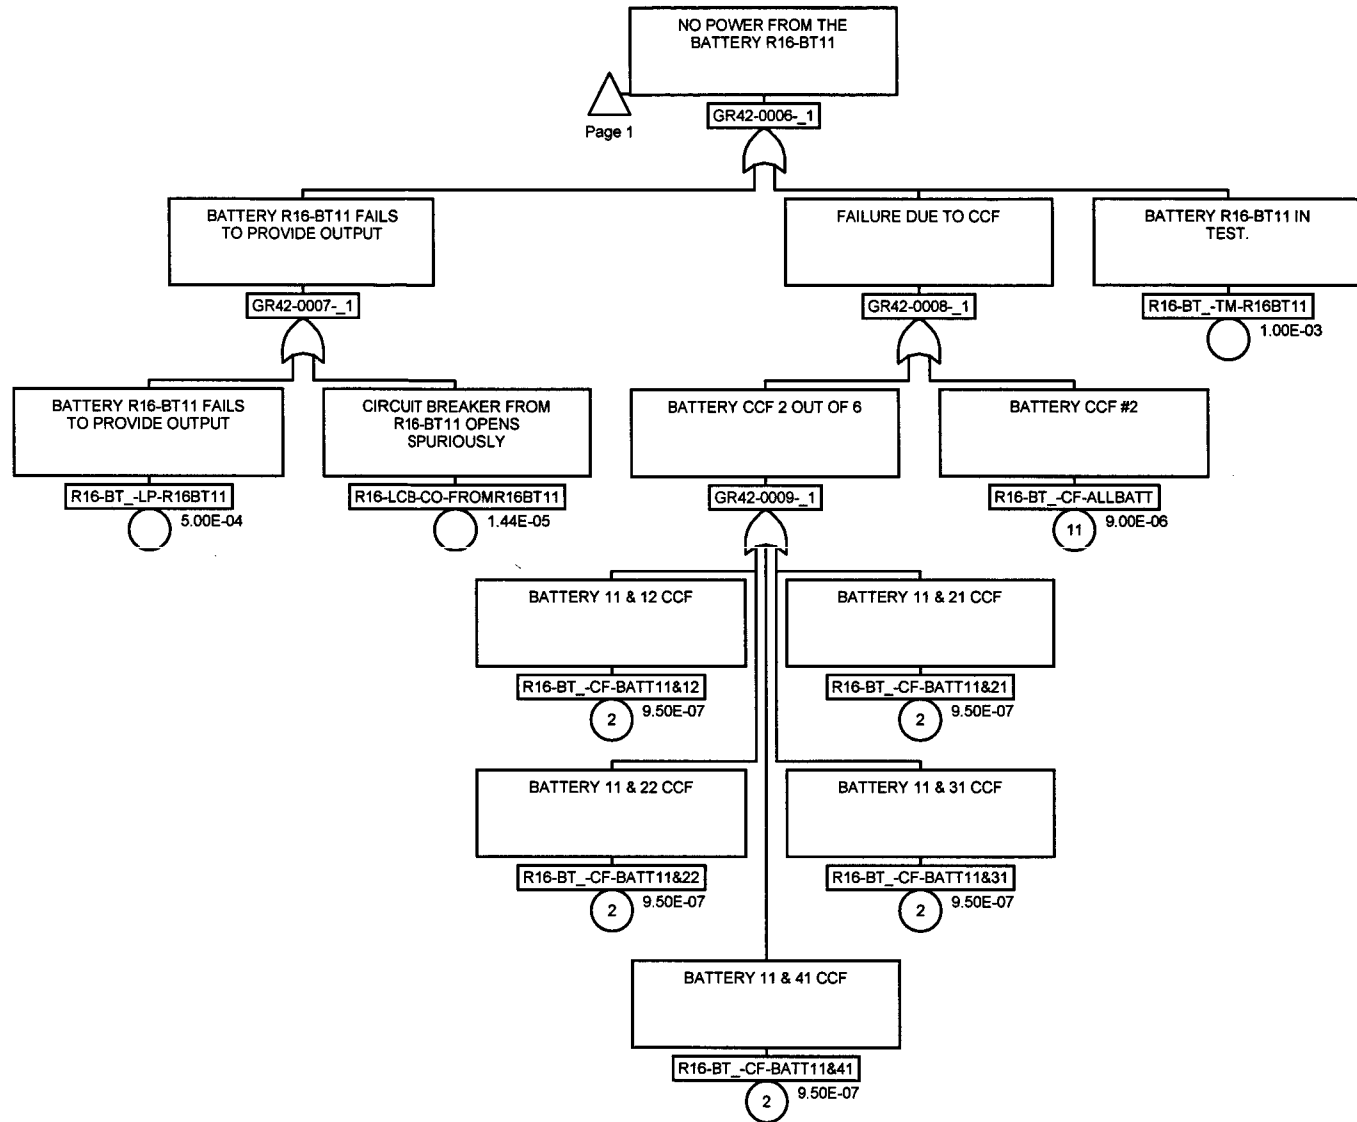 NO POWER FROM THE
BATTERY R16-BT11
Page 1
GR42-0006-_1
BATTERY R16-BT11 FAILS
TO PROVIDE OUTPUT
GR42-0007-_1
FAILURE DUE TO CCF
GR42-0008-_1
BATTERY R16-BT11 IN
TEST.
R16-BT_-TM-R16BT11
1.00E-03
BATTERY R16-BT11 FAILS
TO PROVIDE OUTPUT
R16-BT_-LP-R16BT11
5.00E-04
CIRCUIT BREAKER FROM
R16-BT11 OPENS
SPURIOUSLY
R16-LCB-CO-FROMR16BT11
1.44E-05
BATTERY CCF 2 OUT OF 6
GR42-0009-_1
BATTERY CCF #2
R16-BT_-CF-ALLBATT
11
9.00E-06
BATTERY 11 & 12 CCF
R16-BT_-CF-BATT11&12
2
9.50E-07
BATTERY 11 & 21 CCF
R16-BT_-CF-BATT11&21
2
9.50E-07
BATTERY 11 & 22 CCF
R16-BT_-CF-BATT11&22
2
9.50E-07
BATTERY 11 & 31 CCF
R16-BT_-CF-BATT11&31
2
9.50E-07
BATTERY 11 & 41 CCF
R16-BT_-CF-BATT11&41
2
9.50E-07